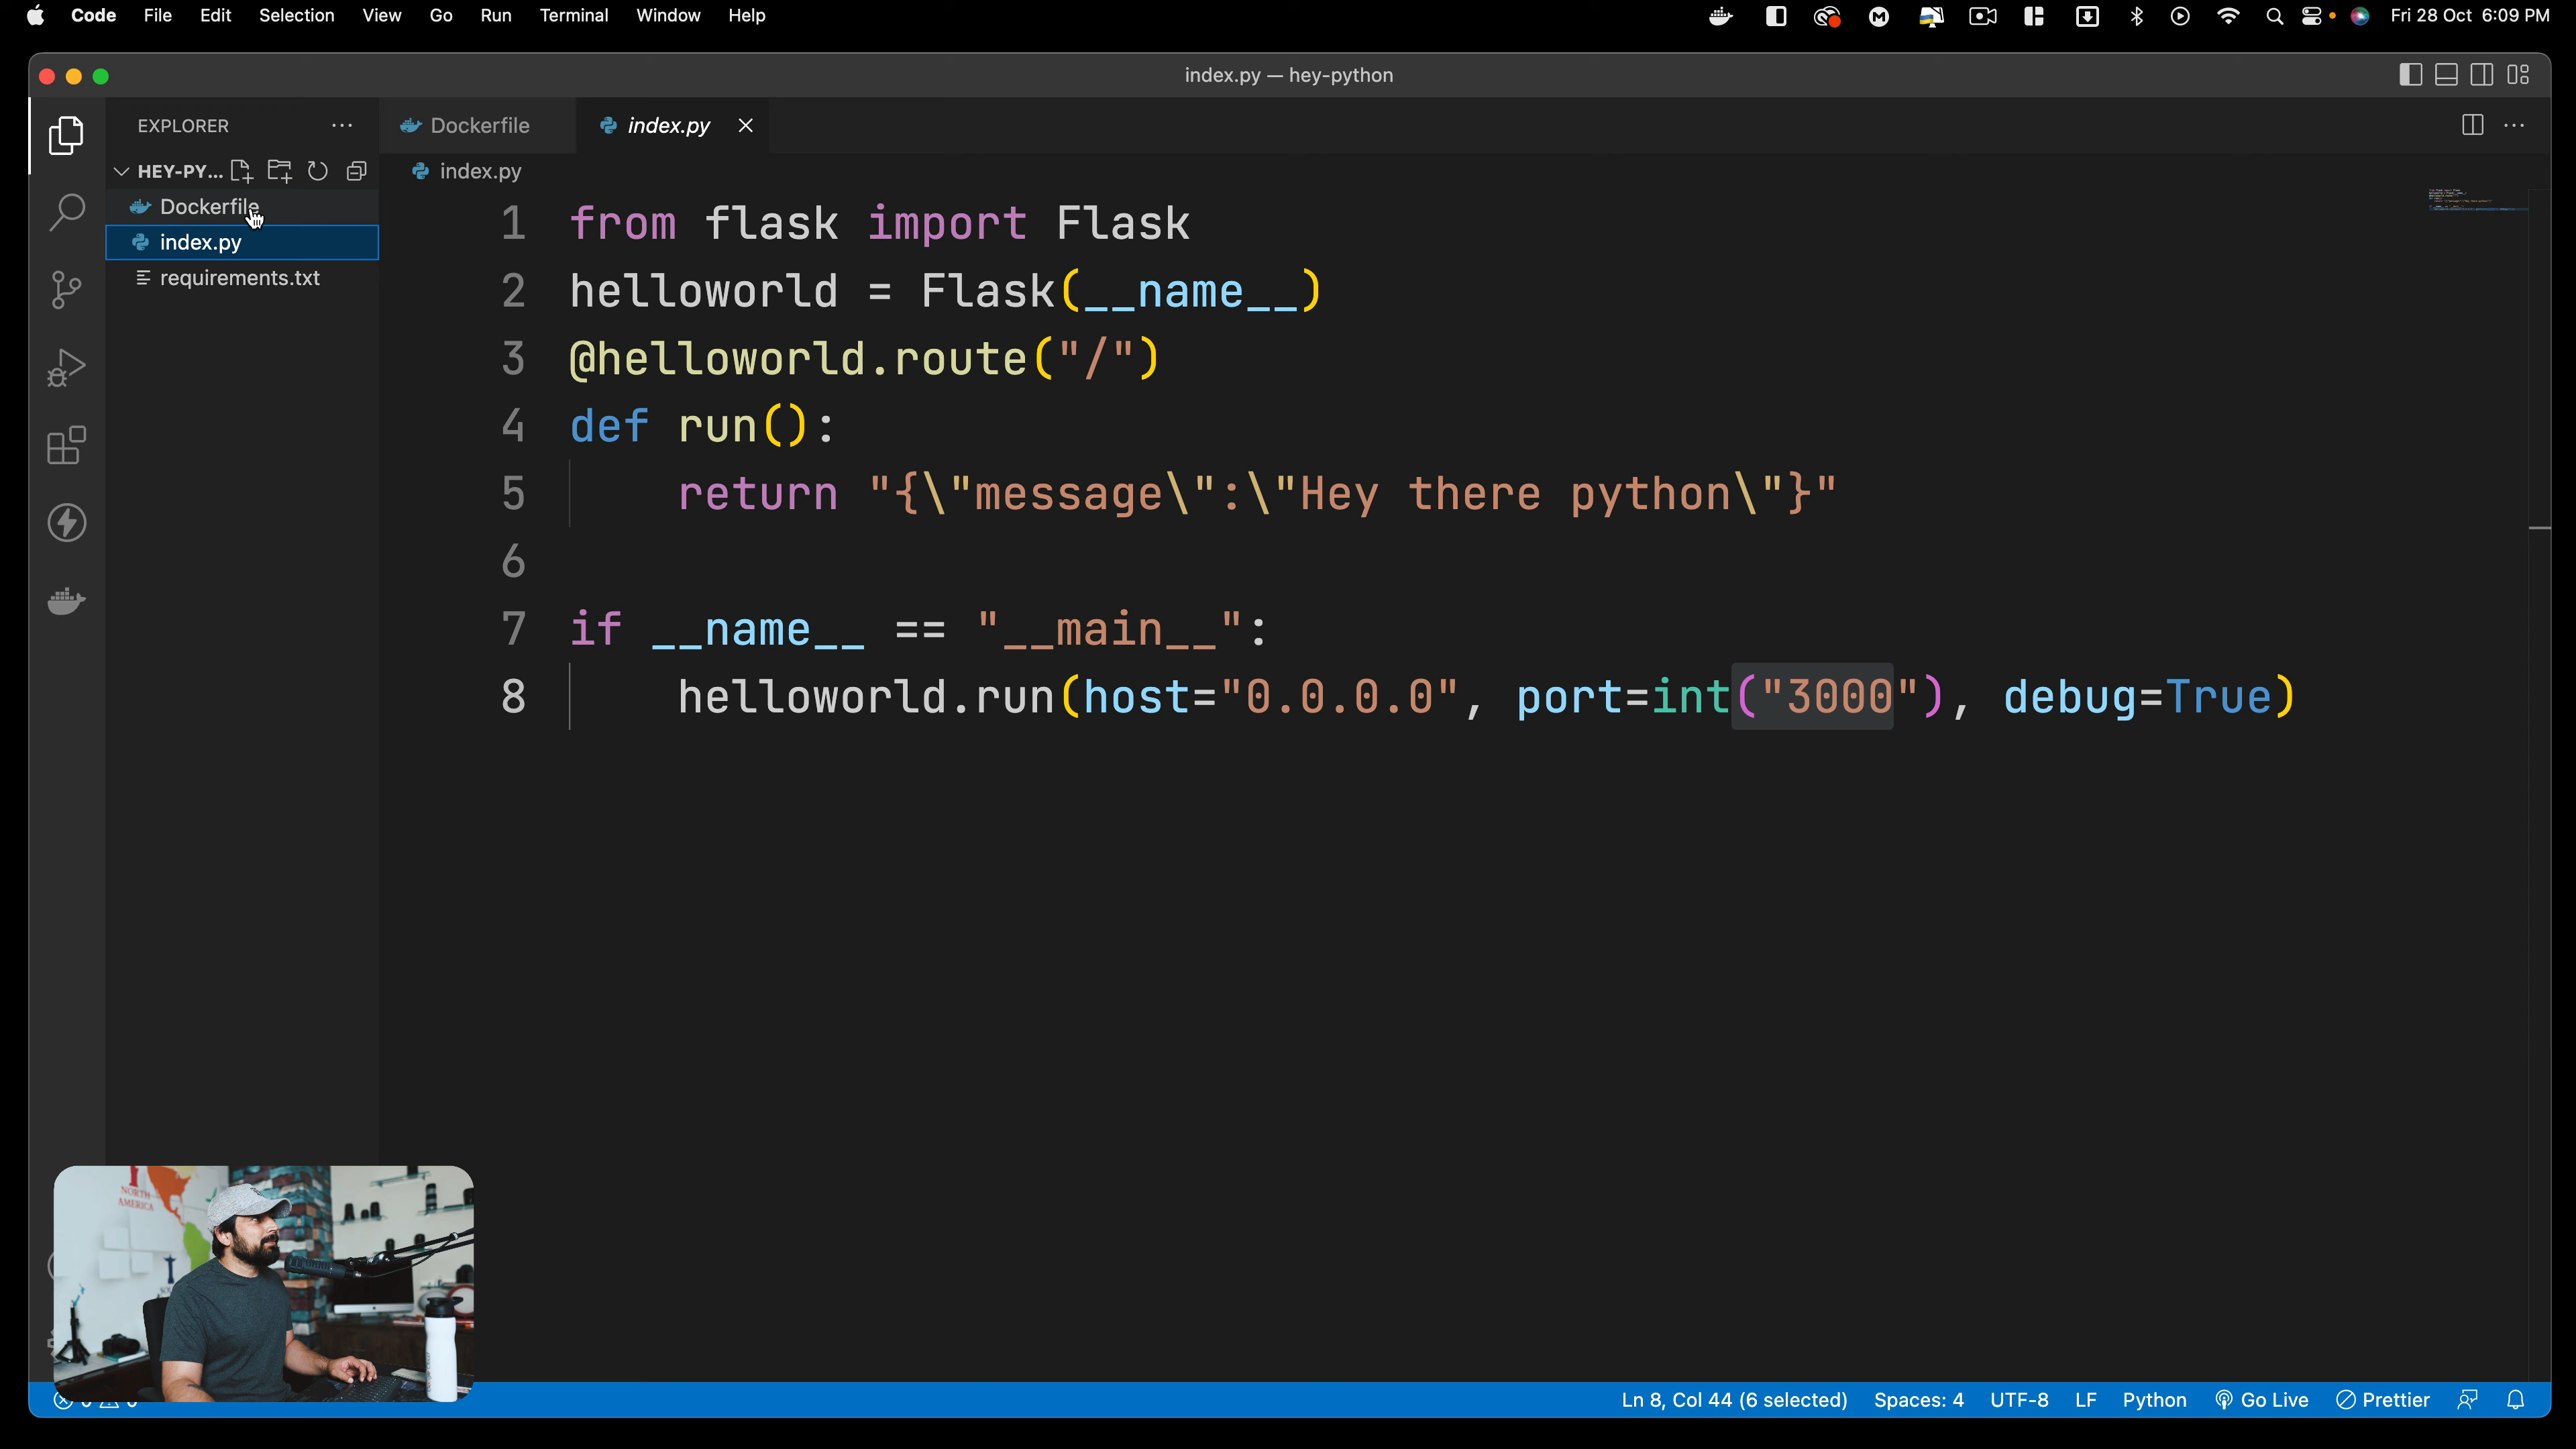 Code File Edit Selection View Go Run Terminal Window Help
Fri 28 Oct 6:09 PM
index.py — hey-python
EXPLORER
HEY-PY...
Dockerfile
index.py
requirements.txt
Dockerfile
index.py
index.py
1 from flask import Flask
2 helloworld = Flask(__name__)
3 @helloworld.route("/")
4 def run():
5 return "{\"message\":\"Hey there python\"}"
6
7 if __name__ == "__main__":
8 helloworld.run(host="0.0.0.0", port=int("3000"), debug=True)
NORTH
AMERICA
Ln 8, Col 44 (6 selected) Spaces: 4 UTF-8 LF Python Go Live Prettier